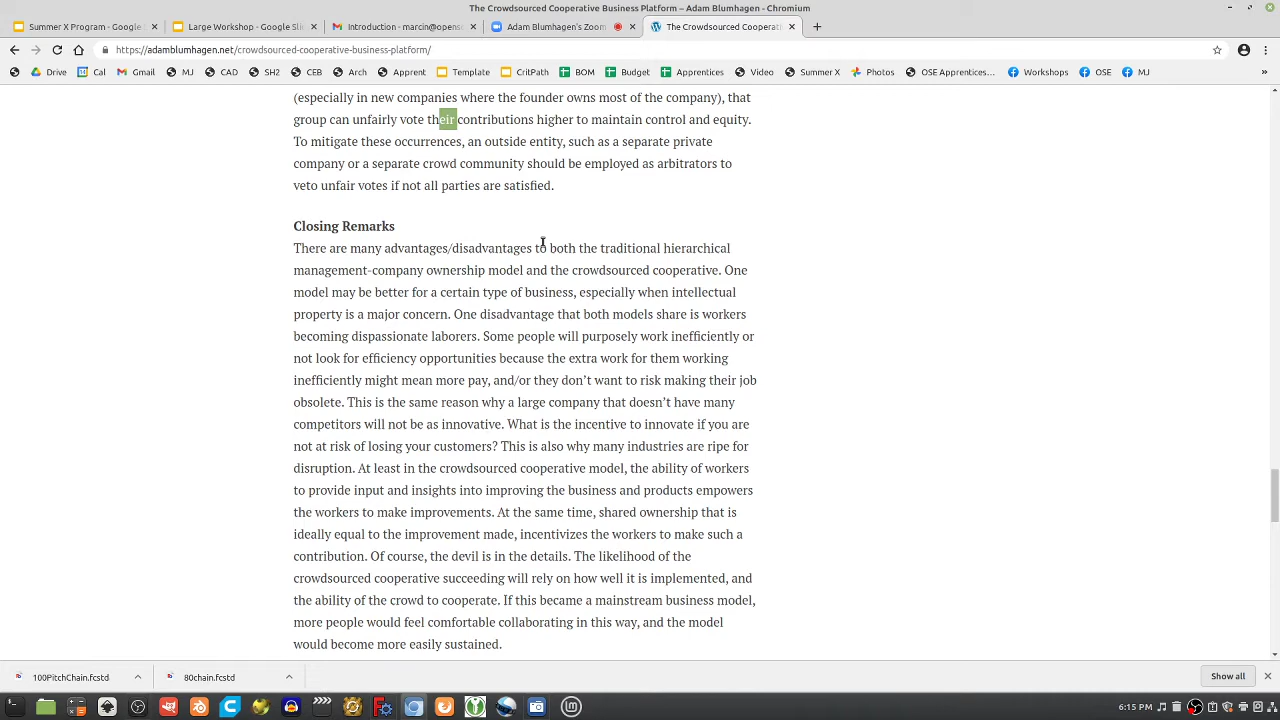 The Crowdsourced Cooperative Business Platform – Adam Blumhagen - Chromium
Summer X Program - Google
Large Workshop - Google Slid
Introduction - marcin@opens
Adam Blumhagen's Zoom
The Crowdsourced Cooperati
https://adamblumhagen.net/crowdsourced-cooperative-business-platform/
Drive Cal Gmail MJ CAD SH2 CEB Arch Apprent Template CritPath BOM Budget Apprentices Video Summer X Photos OSE Apprentices... Workshops OSE MJ »
(especially in new companies where the founder owns most of the company), that
group can unfairly vote their contributions higher to maintain control and equity.
To mitigate these occurrences, an outside entity, such as a separate private
company or a separate crowd community should be employed as arbitrators to
veto unfair votes if not all parties are satisfied.
Closing Remarks
There are many advantages/disadvantages to both the traditional hierarchical
management-company ownership model and the crowdsourced cooperative. One
model may be better for a certain type of business, especially when intellectual
property is a major concern. One disadvantage that both models share is workers
becoming dispassionate laborers. Some people will purposely work inefficiently or
not look for efficiency opportunities because the extra work for them working
inefficiently might mean more pay, and/or they don’t want to risk making their job
obsolete. This is the same reason why a large company that doesn’t have many
competitors will not be as innovative. What is the incentive to innovate if you are
not at risk of losing your customers? This is also why many industries are ripe for
disruption. At least in the crowdsourced cooperative model, the ability of workers
to provide input and insights into improving the business and products empowers
the workers to make improvements. At the same time, shared ownership that is
ideally equal to the improvement made, incentivizes the workers to make such a
contribution. Of course, the devil is in the details. The likelihood of the
crowdsourced cooperative succeeding will rely on how well it is implemented, and
the ability of the crowd to cooperate. If this became a mainstream business model,
more people would feel comfortable collaborating in this way, and the model
would become more easily sustained.
100PitchChain.fcstd
80chain.fcstd
Show all
6:15 PM